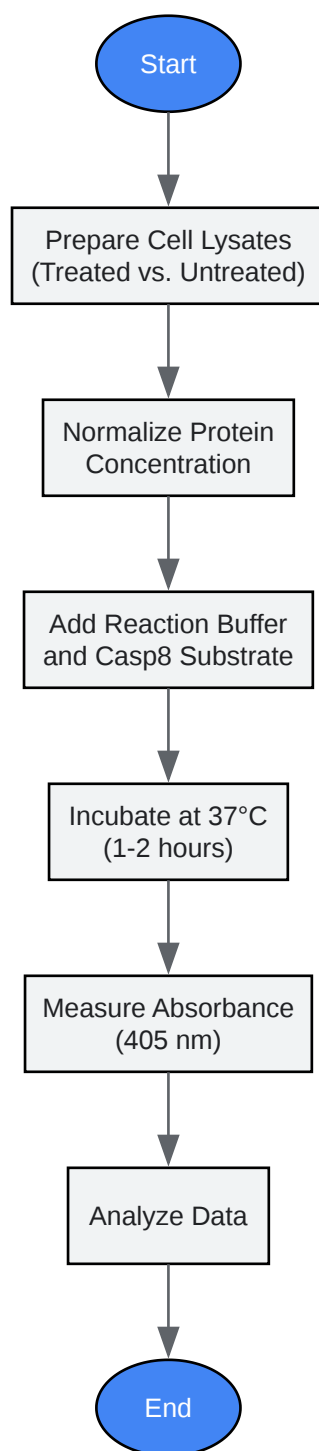 Start
Prepare Cell Lysates
(Treated vs. Untreated)
Normalize Protein
Concentration
Add Reaction Buffer
and Casp8 Substrate
Incubate at 37°C
(1-2 hours)
Measure Absorbance
(405 nm)
Analyze Data
End